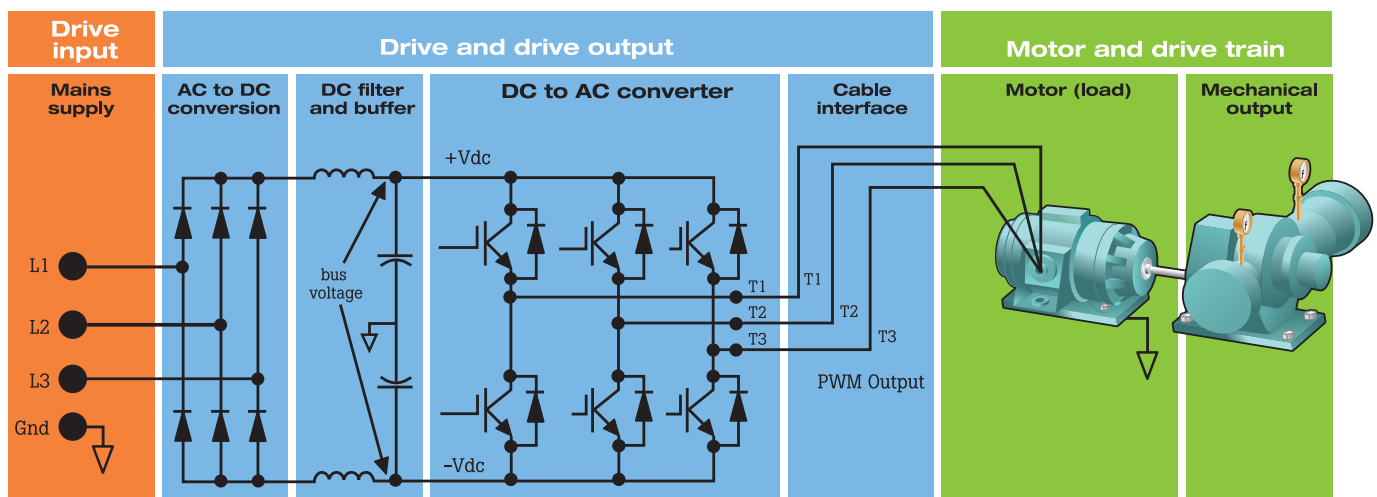 Drive
input
Drive and drive output
Motor and drive train
Mains
supply
AC to DC
conversion
DC filter
and buffer
DC to AC converter
Cable
interface
Motor (load)
Mechanical
output
+Vdc
L1
L2
L3
Gnd
bus
voltage
T1
T2
T3
T1
T2
T3
PWM Output
–Vdc